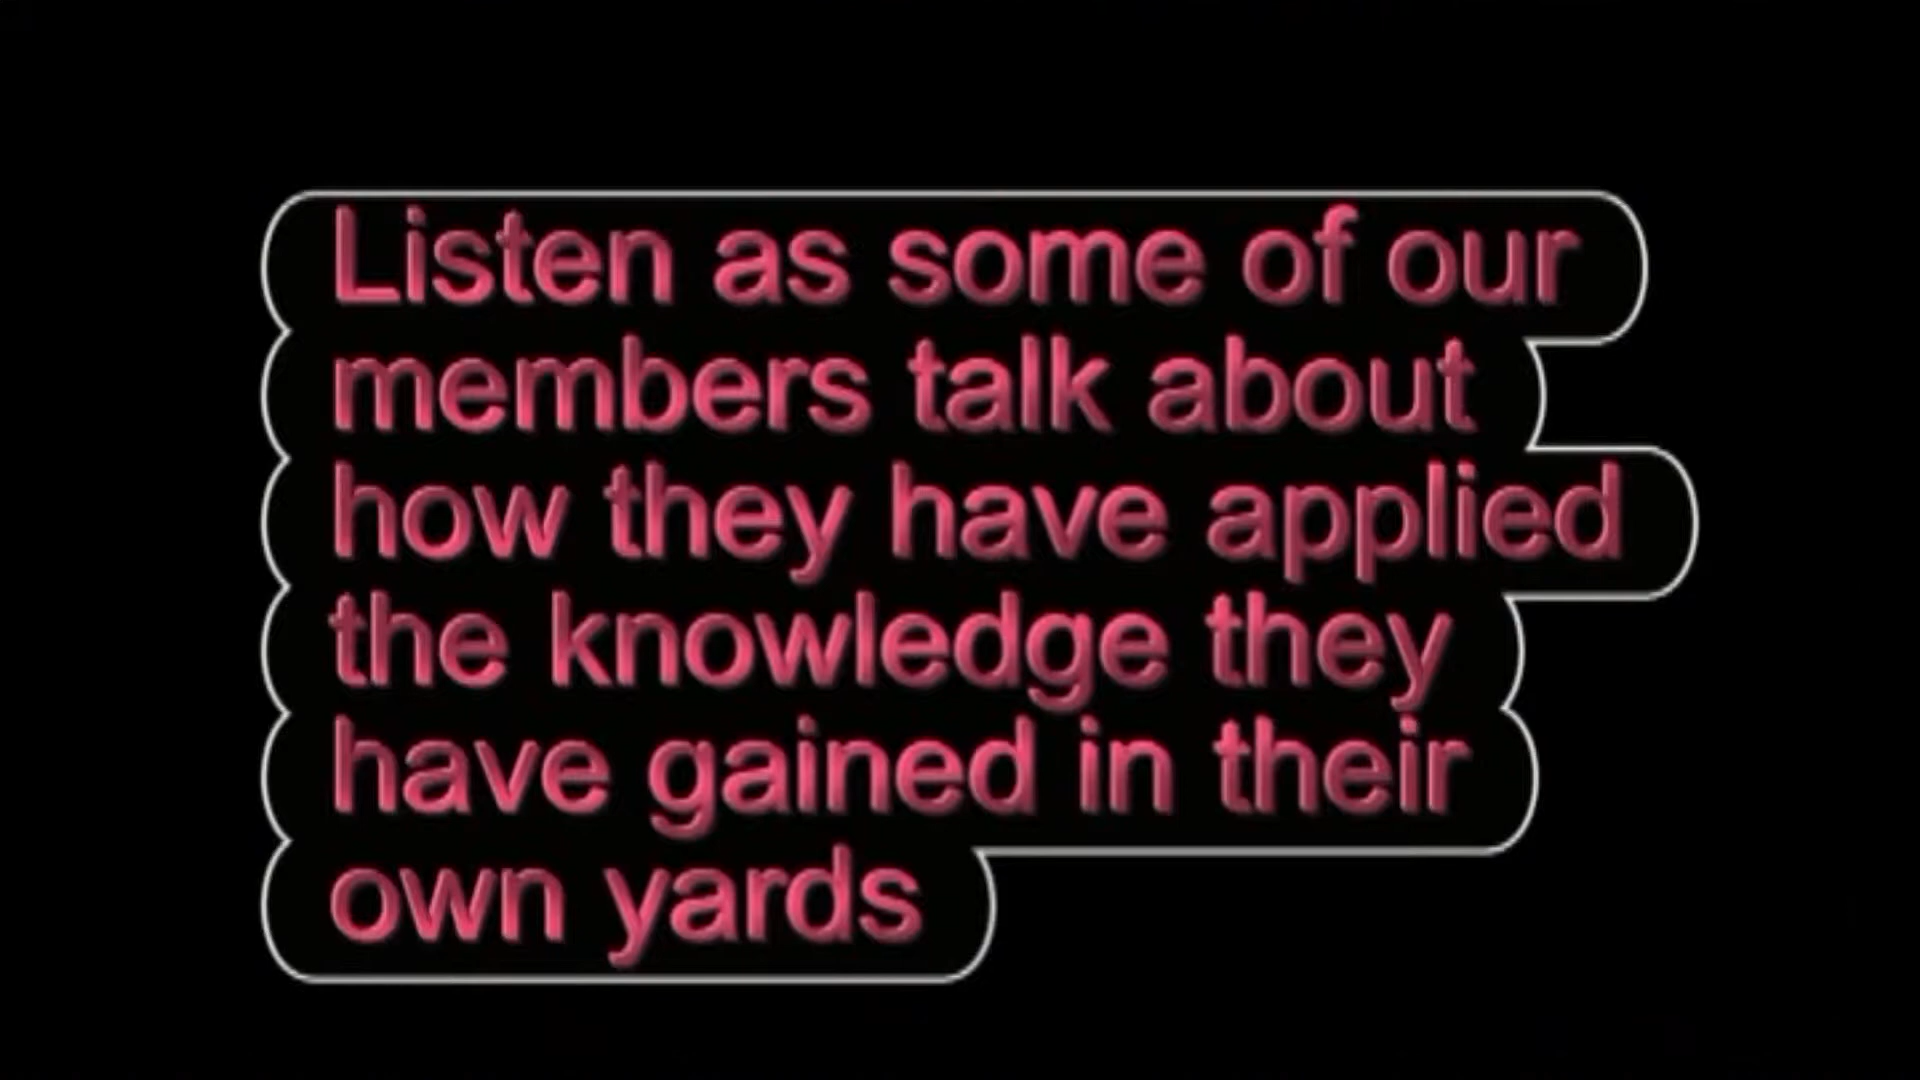 Listen as some of our
members talk about
how they have applied
the knowledge they
have gained in their
own yards